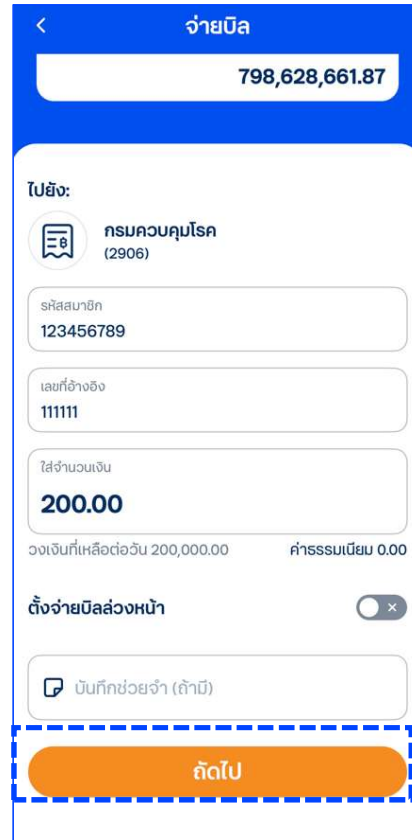 จ่ายบิล
798,628,661.87
ไปยัง:
กรมควบคุมโรค
(2906)
รหัสสมาชิก
123456789
เลขที่อ้างอิง
111111
ใส่จำนวนเงิน
200.00
วงเงินที่เหลือต่อวัน 200,000.00 ค่าธรรมเนียม 0.00
ตั้งจ่ายบิลล่วงหน้า
บันทึกช่วยจำ (ถ้ามี)
ถัดไป